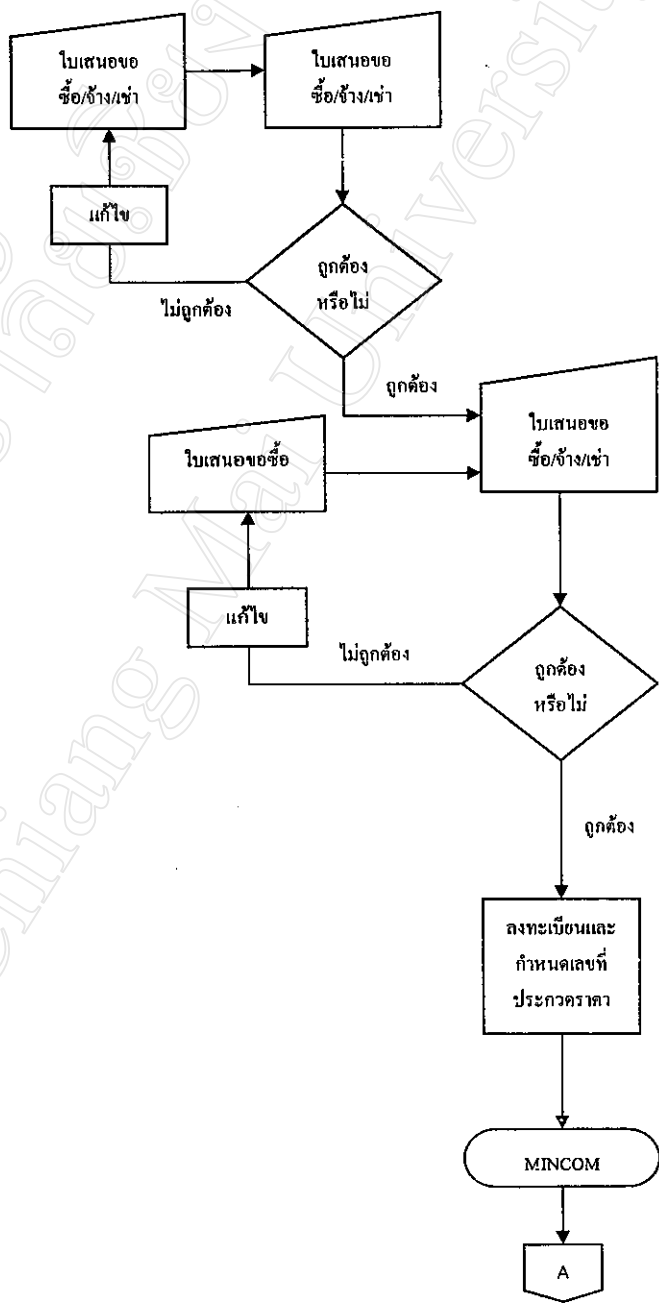 ใบเสนอขอ
ซื้อ/จ้าง/เช่า
ใบเสนอขอ
ซื้อ/จ้าง/เช่า
แก้ไข
ถูกต้อง
หรือไม่
ไม่ถูกต้อง
ถูกต้อง
ใบเสนอขอ
ซื้อ/จ้าง/เช่า
ใบเสนอขอซื้อ
แก้ไข
ไม่ถูกต้อง
ถูกต้อง
หรือไม่
ถูกต้อง
ลงทะเบียนและ
กำหนดเลขที่
ประกวดราคา
MINCOM
A
Chiang Mai University